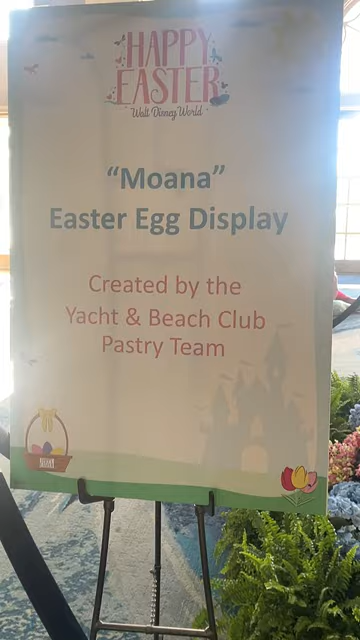 HAPPY
EASTER
Walt Disney World
“Moana”
Easter Egg Display
Created by the
Yacht & Beach Club
Pastry Team